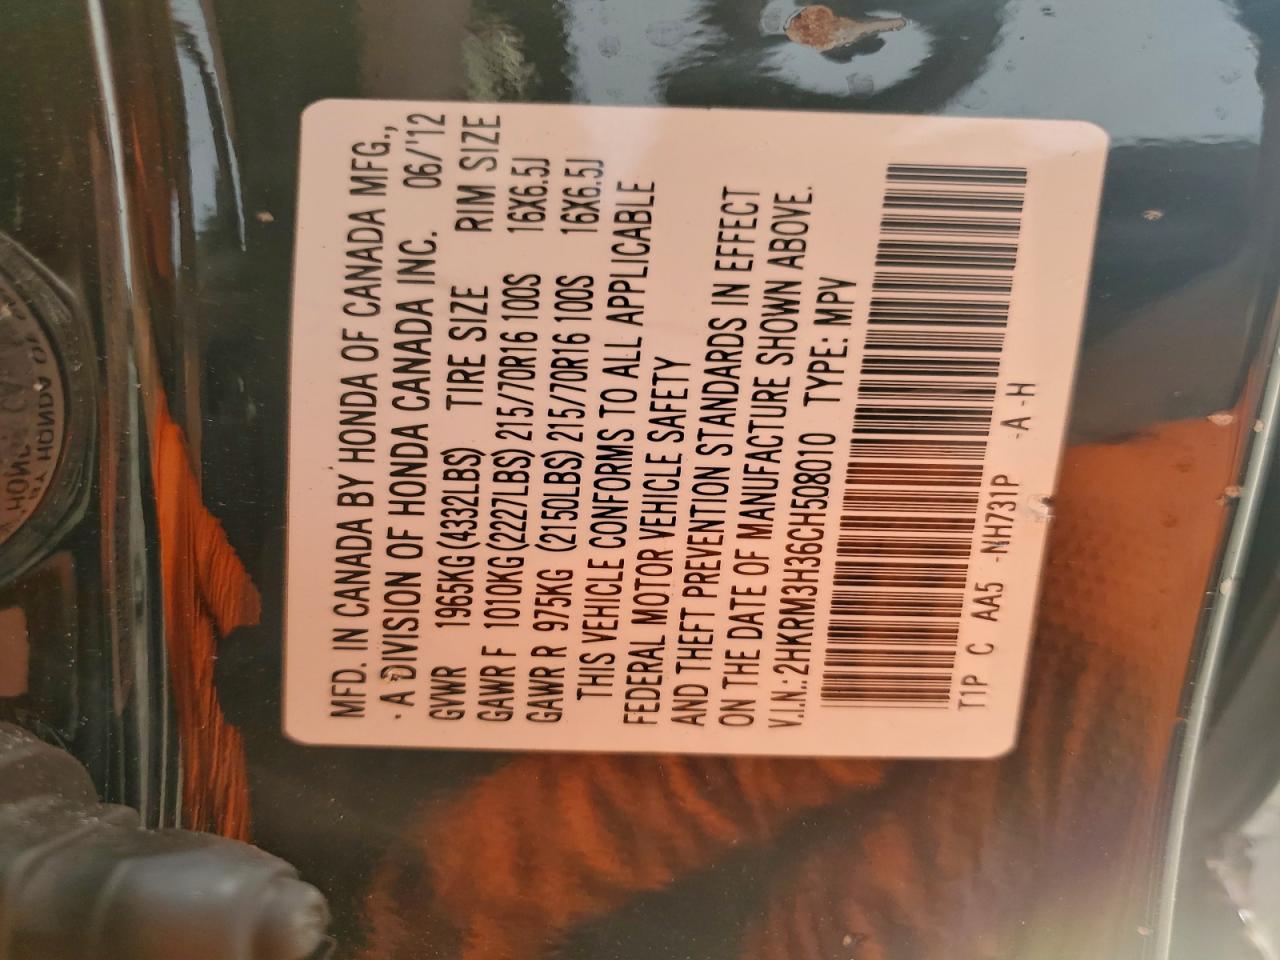 MFD. IN CANADA BY HONDA OF CANADA MFG.,
A DIVISION OF HONDA CANADA INC. 06/'12
GVWR 1965KG (4332LBS) TIRE SIZE RIM SIZE
GAWR F 1010KG (2227LBS) 215/70R16 100S 16X6.5J
GAWR R 975KG (2150LBS) 215/70R16 100S 16X6.5J
THIS VEHICLE CONFORMS TO ALL APPLICABLE
FEDERAL MOTOR VEHICLE SAFETY
AND THEFT PREVENTION STANDARDS IN EFFECT
ON THE DATE OF MANUFACTURE SHOWN ABOVE.
V.I.N.: 2HKRM3H36CH508010 TYPE: MPV
T1P C AA5 -NH731P -A -H